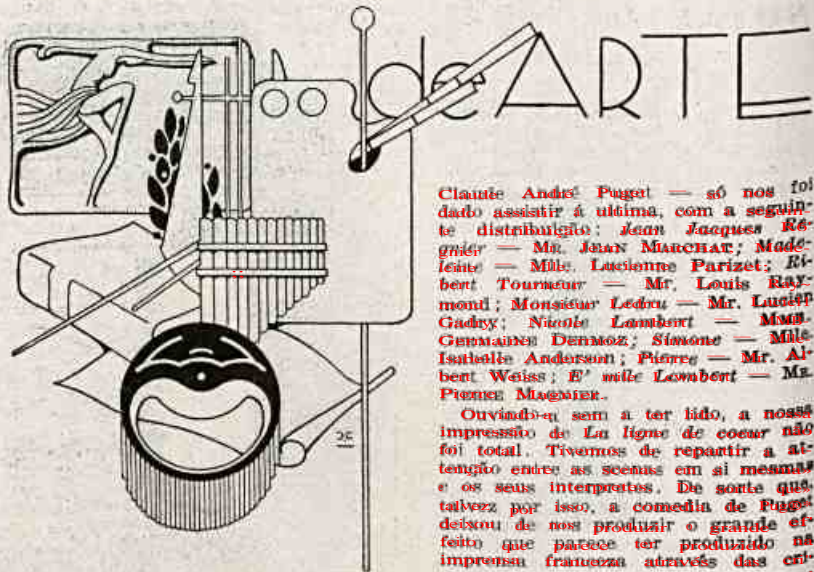 de ARTE
Claude André Puget — só nos foi
dado assistir á ultima, com a seguin-
te distribuição: Jean Jacques Ré-
gnier — Mr. JEAN MARCHAT; Made-
leine — Mlle. Lucienne Parizet; Ri-
bert Tourneur — Mr. Louis Ray-
mond; Monsieur Ledru — Mr. Lucien
Gadry; Nicole Lambert —
GERMAINE DERMOZ; Simone — Mlle
Isabelle Anderson; Pierre — Mr. Al-
bert Weiss; E' mile Lambert — MR.
PIERRE MAGNIER.
Ouvindo-a sem a ter lido, a nossa
impressão de La ligne de coeur não
foi total. Tivemos de repartir a at-
tenção entre as scenas em si mesmas
e os seus interpretes. De sorte que
talvez por isso, a comedia de Puget
deixou de nos produzir o grande ef-
feito que parece ter produzido na
imprensa franceza através das cri-